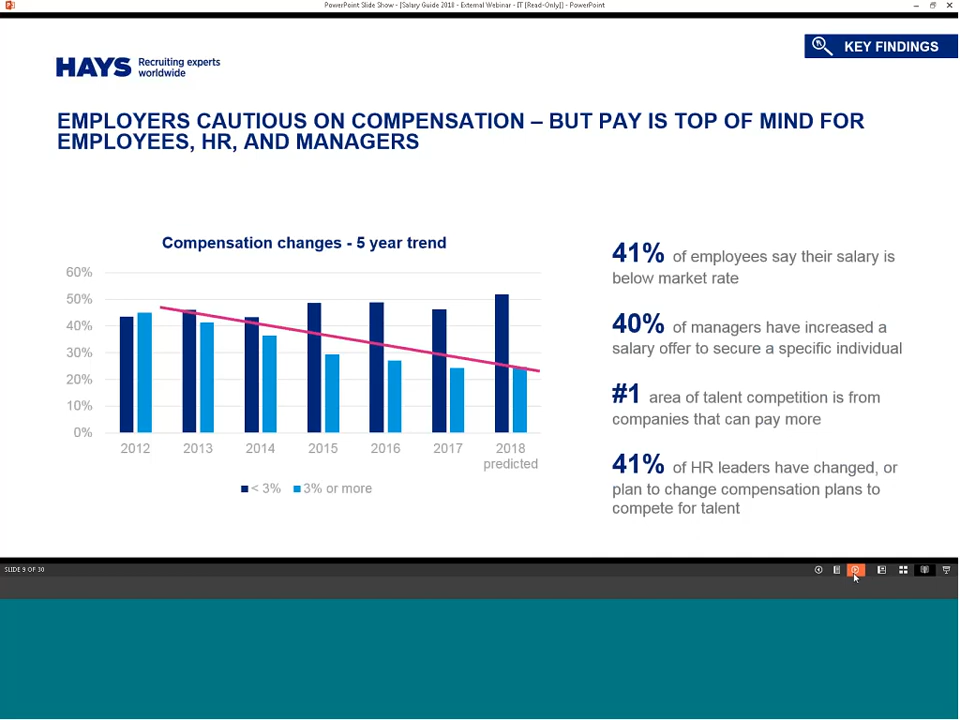 PowerPoint Slide Show - [Salary Guide 2018 - External Webinar - IT [Read-Only]] - PowerPoint
KEY FINDINGS
HAYS Recruiting experts
worldwide
EMPLOYERS CAUTIOUS ON COMPENSATION – BUT PAY IS TOP OF MIND FOR
EMPLOYEES, HR, AND MANAGERS
Compensation changes - 5 year trend
60%
50%
40%
30%
20%
10%
0%
2012 2013 2014 2015 2016 2017 2018
predicted
< 3% 3% or more
41% of employees say their salary is
below market rate
40% of managers have increased a
salary offer to secure a specific individual
#1 area of talent competition is from
companies that can pay more
41% of HR leaders have changed, or
plan to change compensation plans to
compete for talent
SLIDE 9 OF 30